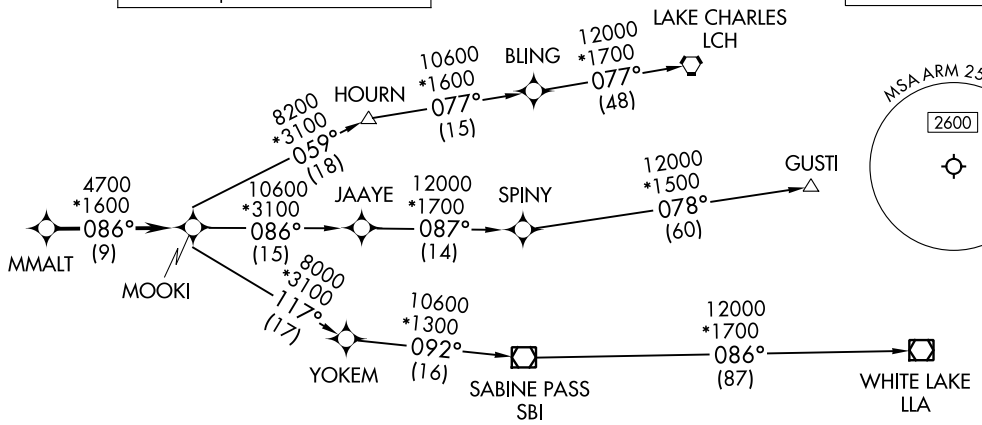 LAKE CHARLES
LCH
12000
*1700
077°
(48)
BLING
10600
*1600
077°
(15)
HOURN
8200
*3100
059°
(18)
MSA ARM 25
2600
GUSTI
12000
*1500
078°
(60)
SPINY
12000
*1700
087°
(14)
JAAYE
10600
*3100
086°
(15)
4700
*1600
086°
(9)
MMALT
MOOKI
8000
*3100
117°
(17)
YOKEM
10600
*1300
092°
(16)
SABINE PASS
SBI
12000
*1700
086°
(87)
WHITE LAKE
LLA